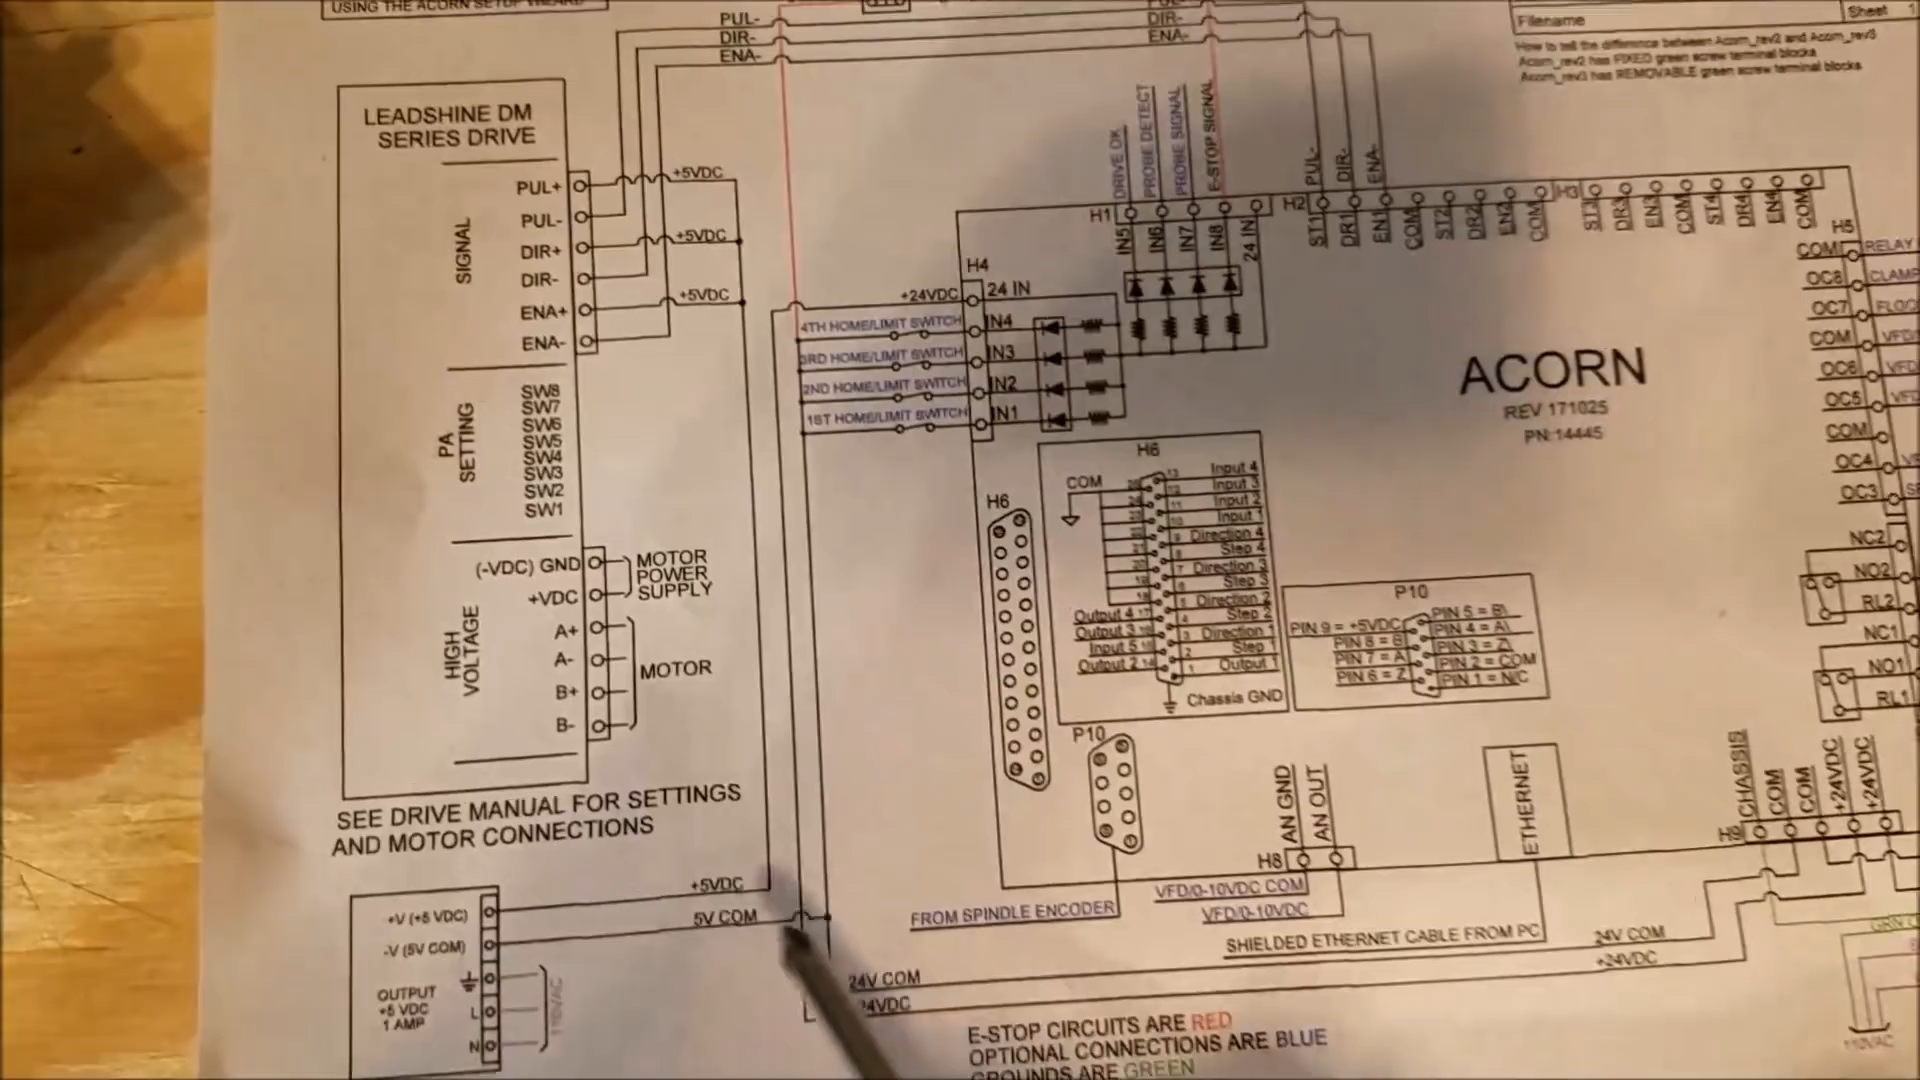 USING THE ACORN SETUP WIZARD
PUL-
DIR-
ENA-
PUL-
DIR-
ENA-
Filename
Sheet
How to tell the difference between Acorn_rev2 and Acorn_rev3
Acorn_rev2 has FIXED green screw terminal blocks
Acorn_rev3 has REMOVABLE green screw terminal blocks
LEADSHINE DM
SERIES DRIVE
SIGNAL
PUL+
PUL-
DIR+
DIR-
ENA+
ENA-
+5VDC
+5VDC
+5VDC
PA
SETTING
SW8
SW7
SW6
SW5
SW4
SW3
SW2
SW1
HIGH
VOLTAGE
(-VDC) GND
+VDC
A+
A-
B+
B-
MOTOR
POWER
SUPPLY
MOTOR
SEE DRIVE MANUAL FOR SETTINGS
AND MOTOR CONNECTIONS
+V (+5 VDC)
-V (5V COM)
OUTPUT
+5 VDC
1 AMP
L
N
110VAC
+5VDC
5V COM
24V COM
24VDC
DRIVE OK
PROBE DETECT
PROBE SIGNAL
E-STOP SIGNAL
PUL-
DIR-
ENA-
H1
IN5
IN6
IN7
IN8
24 IN
H2
ST1
DR1
EN1
COM
ST2
DR2
EN2
COM
H3
ST3
DR3
EN3
COM
ST4
DR4
EN4
COM
H4
+24VDC
24 IN
4TH HOME/LIMIT SWITCH
IN4
3RD HOME/LIMIT SWITCH
IN3
2ND HOME/LIMIT SWITCH
IN2
1ST HOME/LIMIT SWITCH
IN1
ACORN
REV 171025
PN:14445
H5
COM
RELAY
OC8
CLAMP
OC7
FLOO
COM
VFD/
OC6
VFD
OC5
VFD
COM
OC4
OC3
NC2
NO2
RL2
NC1
NO1
RL1
H6
H6
COM
Input 4
Input 3
Input 2
Input 1
Direction 4
Step 4
Direction 3
Step 3
Direction 2
Step 2
Direction 1
Step 1
Output 1
Output 4
Output 3
Input 5
Output 2
Chassis GND
P10
PIN 9 = +5VDC
PIN 8 = B
PIN 7 = A
PIN 6 = Z
PIN 5 = B\
PIN 4 = A\
PIN 3 = Z\
PIN 2 = COM
PIN 1 = N/C
P10
FROM SPINDLE ENCODER
H8
AN GND
AN OUT
VFD/0-10VDC COM
VFD/0-10VDC
ETHERNET
SHIELDED ETHERNET CABLE FROM PC
H9
CHASSIS
COM
COM
+24VDC
+24VDC
24V COM
+24VDC
GRN
110VAC
E-STOP CIRCUITS ARE RED
OPTIONAL CONNECTIONS ARE BLUE
GROUNDS ARE GREEN